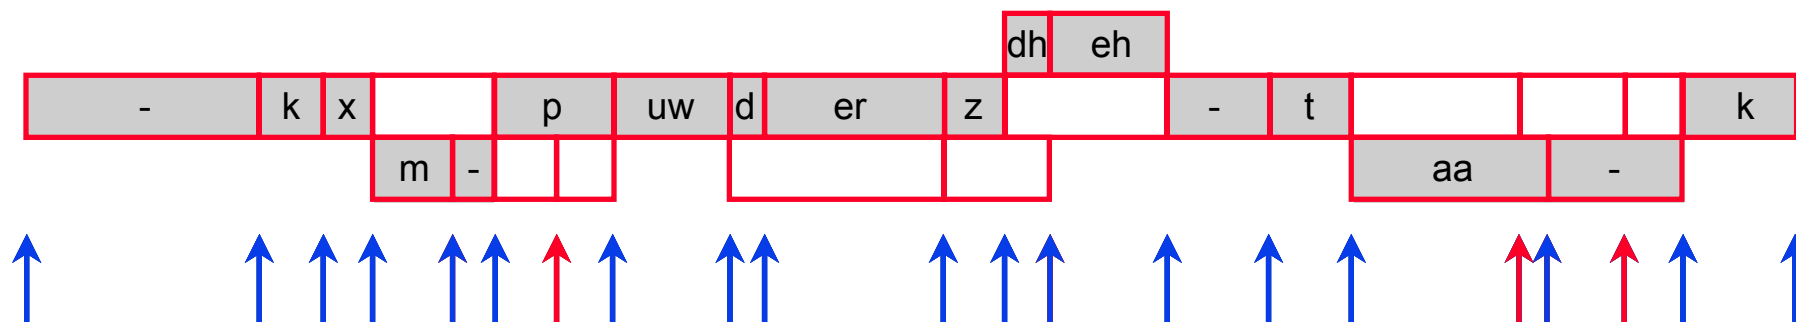 dh eh
- k x p uw d er z - t k
m - aa -